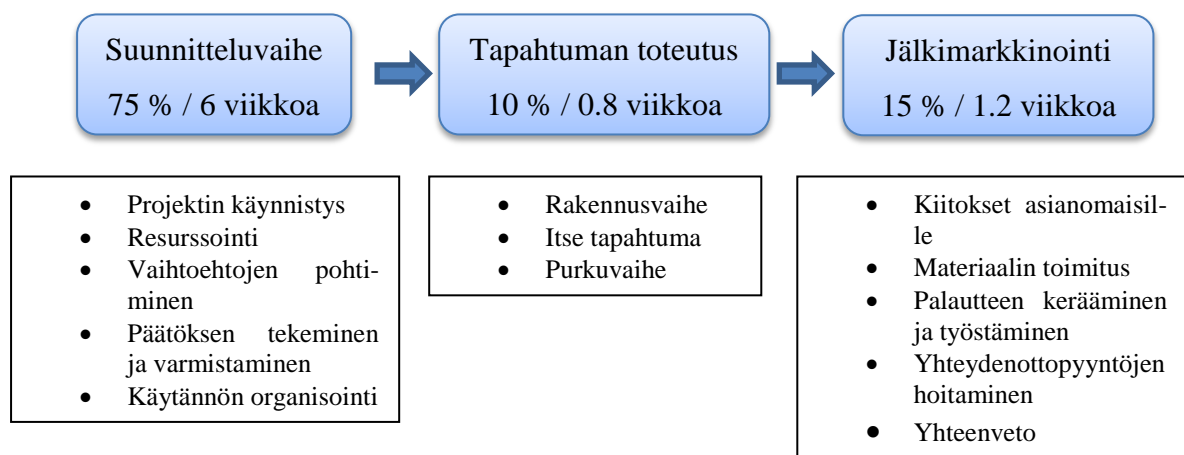 Suunnitteluvaihe
75 % / 6 viikkoa
Tapahtuman toteutus
10 % / 0.8 viikkoa
Jälkimarkkinointi
15 % / 1.2 viikkoa
• Projektin käynnistys
• Resurssointi
• Vaihtoehtojen pohti-
minen
• Päätöksen tekeminen
ja varmistaminen
• Käytännön organisointi
• Rakennusvaihe
• Itse tapahtuma
• Purkuvaihe
• Kiitokset asianomaisil-
le
• Materiaalin toimitus
• Palautteen kerääminen
ja työstäminen
• Yhteydenottopyyntöjen
hoitaminen
• Yhteenveto